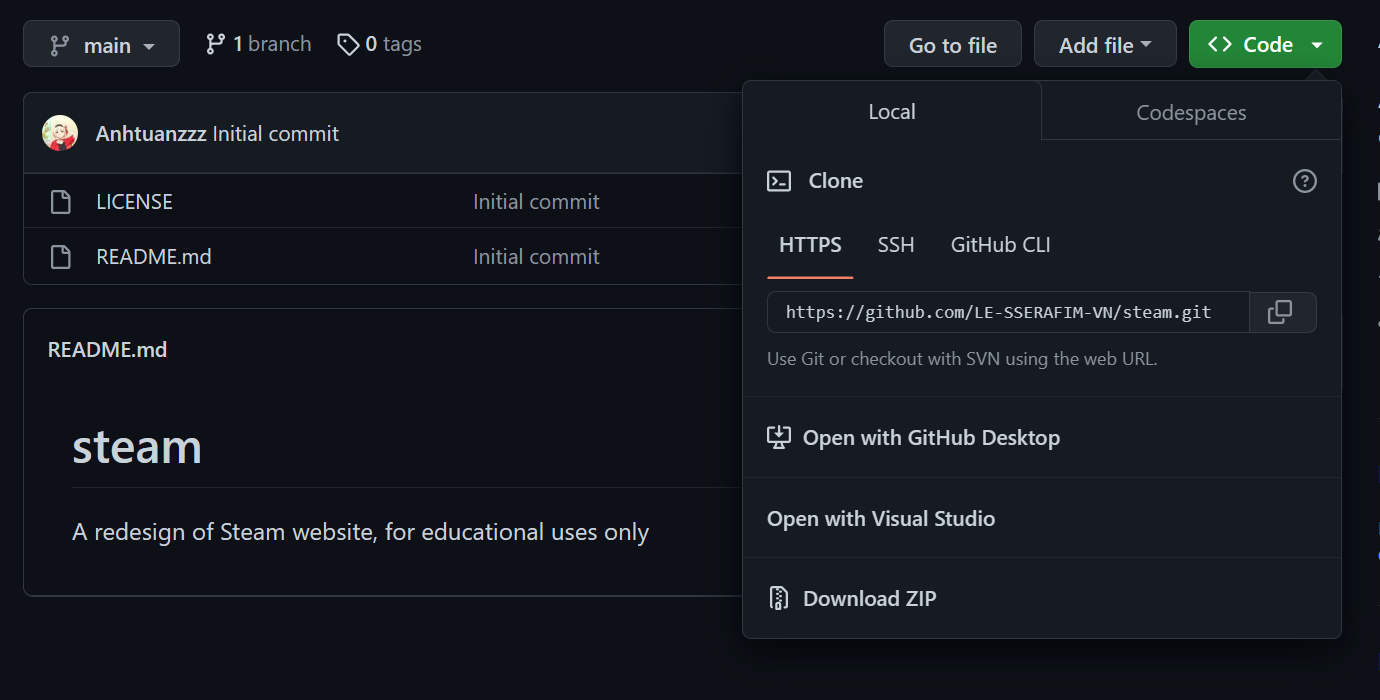 main
1 branch
0 tags
Go to file
Add file
Code
Anhtuanzzz Initial commit
LICENSE Initial commit
README.md Initial commit
README.md
steam
A redesign of Steam website, for educational uses only
Local
Codespaces
Clone
HTTPS
SSH
GitHub CLI
https://github.com/LE-SSERAFIM-VN/steam.git
Use Git or checkout with SVN using the web URL.
Open with GitHub Desktop
Open with Visual Studio
Download ZIP